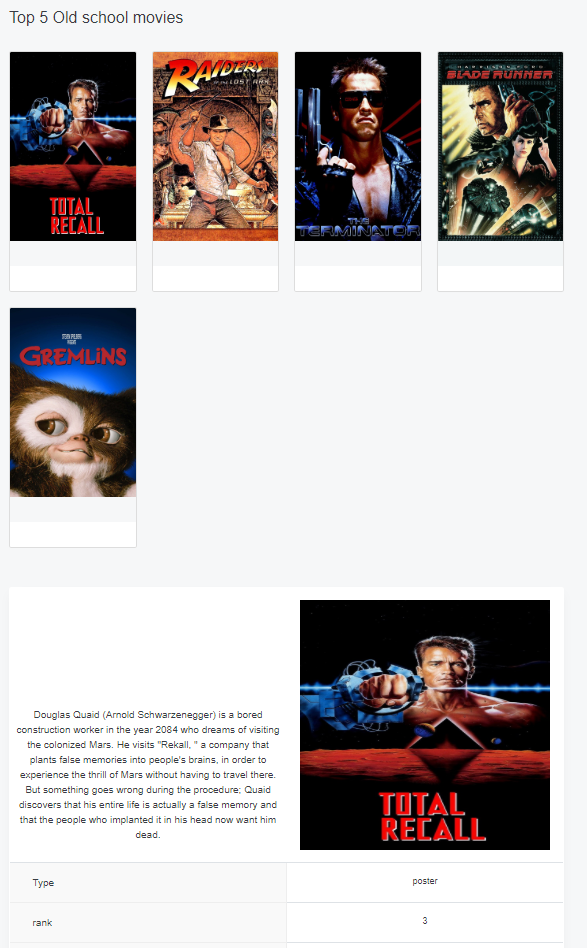 Top 5 Old school movies
TOTAL
RECALL
RAIDERS
OF THE LOST ARK
THE
TERMINATOR
HARRISON FORD
BLADE RUNNER
STEVEN SPIELBERG
GREMLINS
Douglas Quaid (Arnold Schwarzenegger) is a bored
construction worker in the year 2084 who dreams of visiting
the colonized Mars. He visits "Rekall, " a company that
plants false memories into people's brains, in order to
experience the thrill of Mars without having to travel there.
But something goes wrong during the procedure; Quaid
discovers that his entire life is actually a false memory and
that the people who implanted it in his head now want him
dead.
TOTAL
RECALL
Type
poster
rank
3